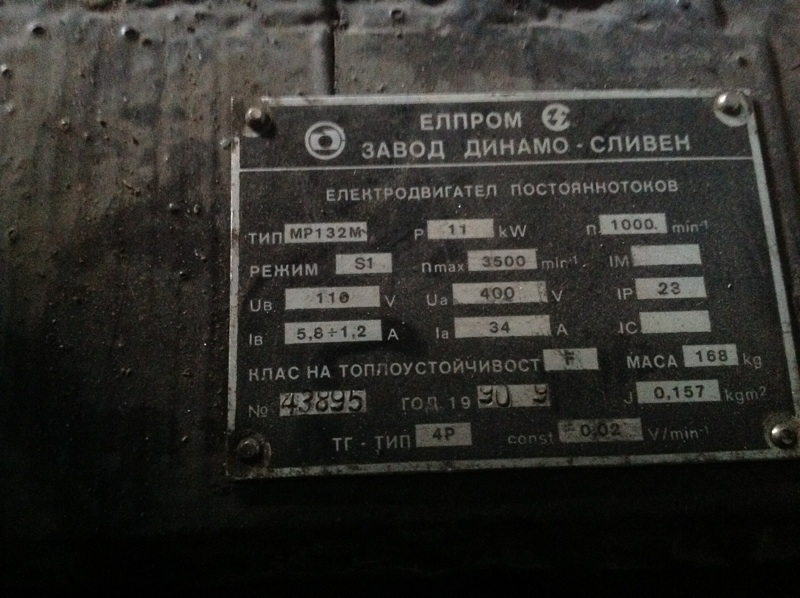 ЕЛПРОМ
ЗАВОД ДИНАМО - СЛИВЕН
ЕЛЕКТРОДВИГАТЕЛ ПОСТОЯННОТОКОВ
ТИП МР132М P 11 kW n 1000. min-1
РЕЖИМ S1 nmax 3500 min-1 IM
Uв 110 V Ua 400 V IP 23
Iв 5,8÷1,2 A Ia 34 A IC
КЛАС НА ТОПЛОУСТОЙЧИВОСТ F МАСА 168 kg
№ 43895 ГОД. 19 90 9 J 0,157 kgm2
ТГ - ТИП 4P const 0,02 V/min-1